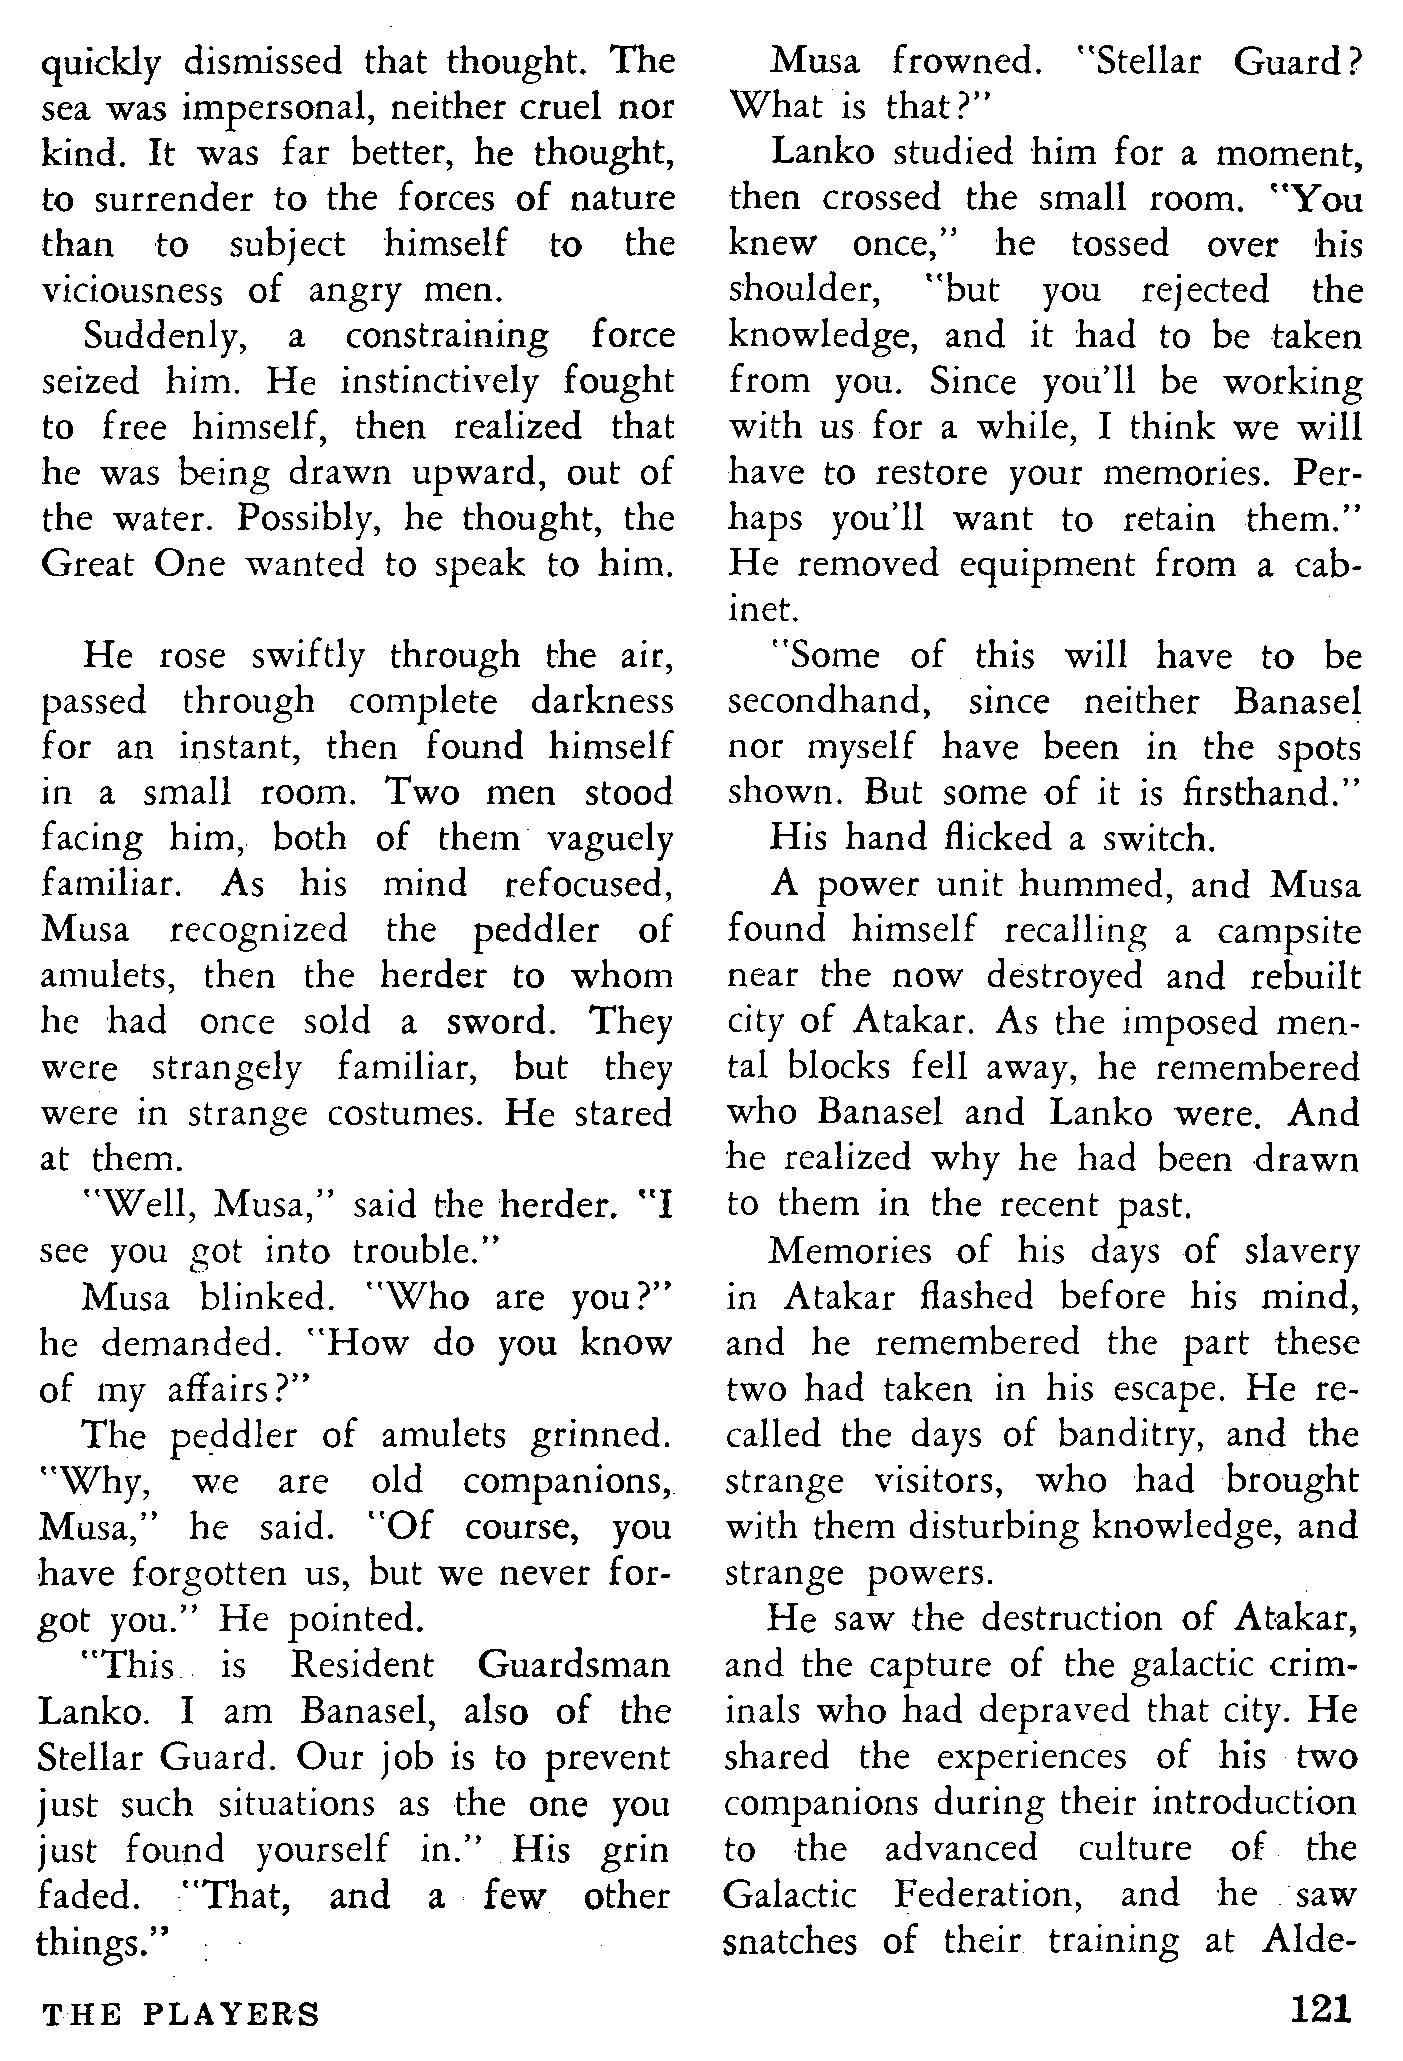 quickly dismissed that thought. The
sea was impersonal, neither cruel nor
kind. It was far better, he thought,
to surrender to the forces of nature
than to subject himself to the
viciousness of angry men.
Suddenly, a constraining force
seized him. He instinctively fought
to free himself, then realized that
he was being drawn upward, out of
the water. Possibly, he thought, the
Great One wanted to speak to him.
He rose swiftly through the air,
passed through complete darkness
for an instant, then found himself
in a small room. Two men stood
facing him, both of them vaguely
familiar. As his mind refocused,
Musa recognized the peddler of
amulets, then the herder to whom
he had once sold a sword. They
were strangely familiar, but they
were in strange costumes. He stared
at them.
"Well, Musa," said the herder. "I
see you got into trouble."
Musa blinked. "Who are you?"
he demanded. "How do you know
of my affairs?"
The peddler of amulets grinned.
"Why, we are old companions,
Musa," he said. "Of course, you
have forgotten us, but we never for-
got you." He pointed.
"This is Resident Guardsman
Lanko. I am Banasel, also of the
Stellar Guard. Our job is to prevent
just such situations as the one you
just found yourself in." His grin
faded. "That, and a few other
things."
Musa frowned. "Stellar Guard?
What is that?"
Lanko studied him for a moment,
then crossed the small room. "You
knew once," he tossed over his
shoulder, "but you rejected the
knowledge, and it had to be taken
from you. Since you'll be working
with us for a while, I think we will
have to restore your memories. Per-
haps you'll want to retain them."
He removed equipment from a cab-
inet.
"Some of this will have to be
secondhand, since neither Banasel
nor myself have been in the spots
shown. But some of it is firsthand."
His hand flicked a switch.
A power unit hummed, and Musa
found himself recalling a campsite
near the now destroyed and rebuilt
city of Atakar. As the imposed men-
tal blocks fell away, he remembered
who Banasel and Lanko were. And
he realized why he had been drawn
to them in the recent past.
Memories of his days of slavery
in Atakar flashed before his mind,
and he remembered the part these
two had taken in his escape. He re-
called the days of banditry, and the
strange visitors, who had brought
with them disturbing knowledge, and
strange powers.
He saw the destruction of Atakar,
and the capture of the galactic crim-
inals who had depraved that city. He
shared the experiences of his two
companions during their introduction
to the advanced culture of the
Galactic Federation, and he saw
snatches of their training at Alde-
THE PLAYERS
121